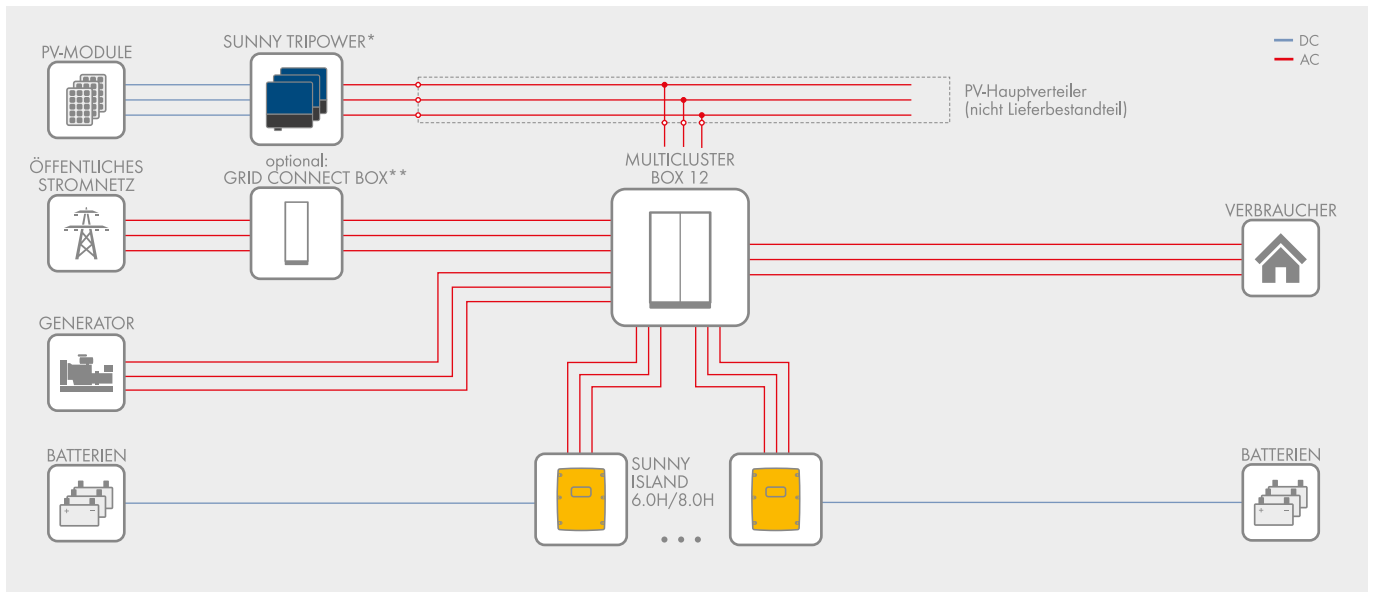 PV-MODULE
SUNNY TRIPOWER*
DC
AC
PV-Hauptverteiler
(nicht Lieferbestandteil)
ÖFFENTLICHES
STROMNETZ
optional:
GRID CONNECT BOX**
MULTICLUSTER
BOX 12
VERBRAUCHER
GENERATOR
BATTERIEN
SUNNY
ISLAND
6.0H/8.0H
BATTERIEN